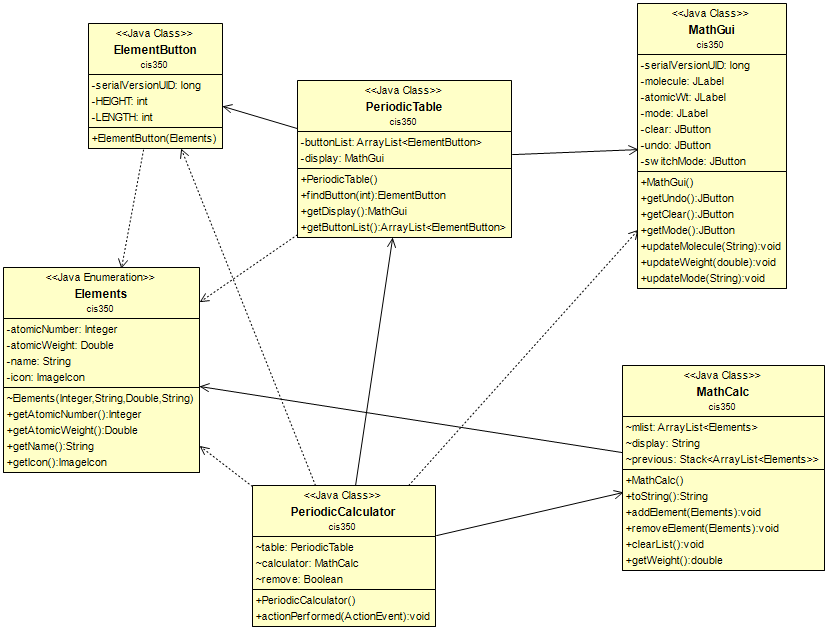 <<Java Class>>
ElementButton
cis350
-serialVersionUID: long
-HEIGHT: int
-LENGTH: int
+ElementButton(Elements)
<<Java Class>>
PeriodicTable
cis350
-buttonList: ArrayList<ElementButton>
-display: MathGui
+PeriodicTable()
+findButton(int):ElementButton
+getDisplay():MathGui
+getButtonList():ArrayList<ElementButton>
<<Java Class>>
MathGui
cis350
-serialVersionUID: long
-molecule: JLabel
-atomicWt: JLabel
-mode: JLabel
-clear: JButton
-undo: JButton
-switchMode: JButton
+MathGui()
+getUndo():JButton
+getClear():JButton
+getMode():JButton
+updateMolecule(String):void
+updateWeight(double):void
+updateMode(String):void
<<Java Enumeration>>
Elements
cis350
-atomicNumber: Integer
-atomicWeight: Double
-name: String
-icon: ImageIcon
~Elements(Integer,String,Double,String)
+getAtomicNumber():Integer
+getAtomicWeight():Double
+getName():String
+getIcon():ImageIcon
<<Java Class>>
MathCalc
cis350
~mlist: ArrayList<Elements>
~display: String
~previous: Stack<ArrayList<Elements>>
+MathCalc()
+toString():String
+addElement(Elements):void
+removeElement(Elements):void
+clearList():void
+getWeight():double
<<Java Class>>
PeriodicCalculator
cis350
~table: PeriodicTable
~calculator: MathCalc
~remove: Boolean
+PeriodicCalculator()
+actionPerformed(ActionEvent):void